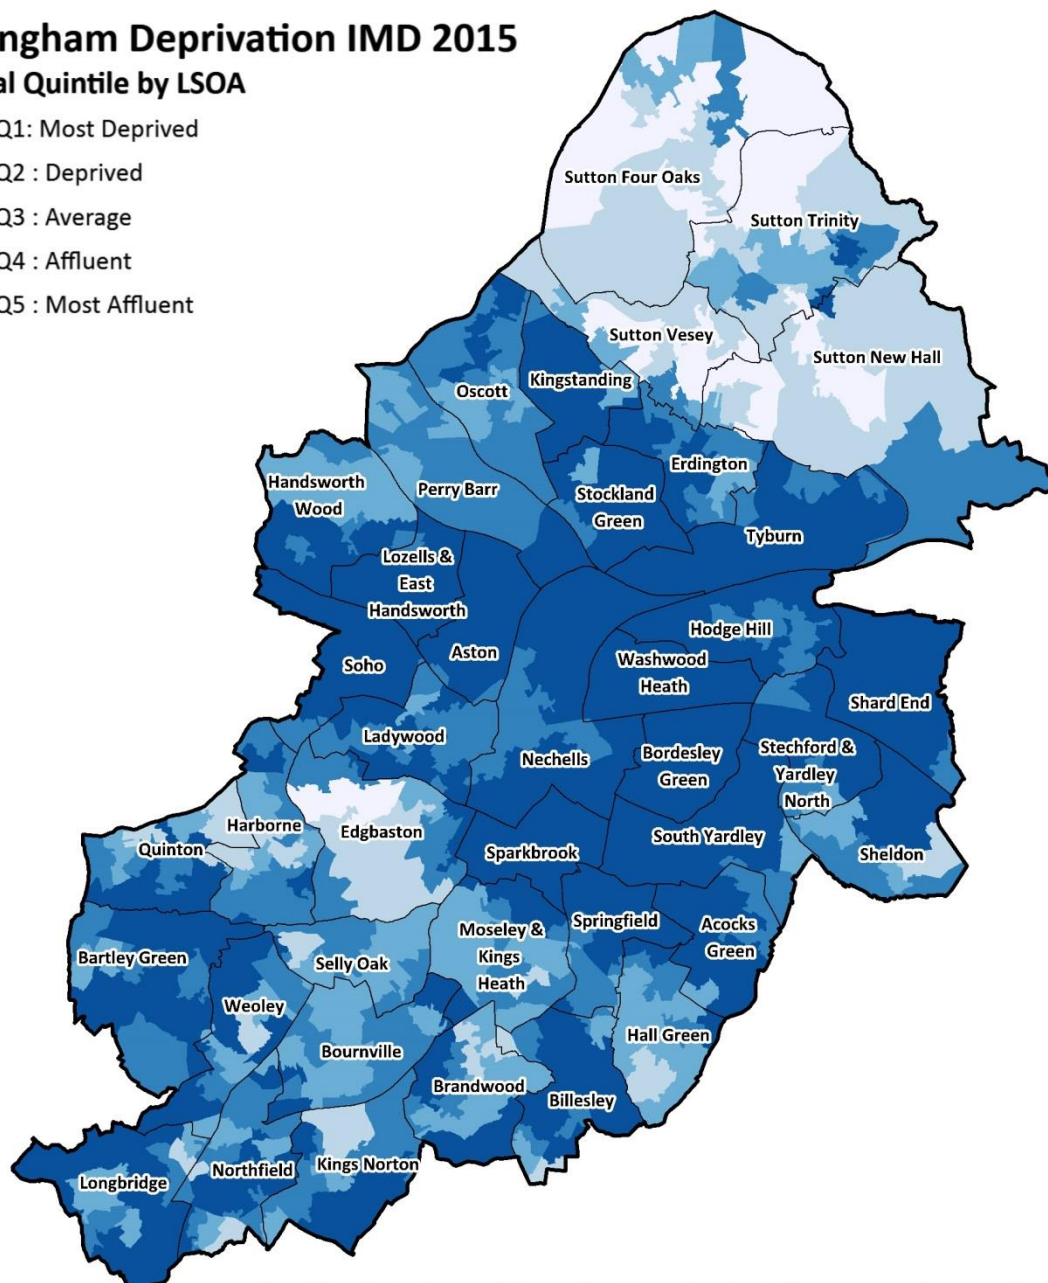 ngham Deprivation IMD 2015
al Quintile by LSOA
Q1: Most Deprived
Q2 : Deprived
Q3 : Average
Q4 : Affluent
Q5 : Most Affluent
Sutton Four Oaks
Sutton Trinity
Sutton Vesey
Sutton New Hall
Kingstanding
Oscott
Erdington
Handsworth
Wood
Perry Barr
Stockland
Green
Tyburn
Lozells &
East
Handsworth
Hodge Hill
Aston
Washwood
Heath
Soho
Shard End
Ladywood
Nechells
Bordesley
Green
Stechford &
Yardley
North
Harborne
Edgbaston
Quinton
Sparkbrook
South Yardley
Sheldon
Springfield
Acocks
Green
Moseley &
Kings
Heath
Bartley Green
Selly Oak
Weoley
Bournville
Hall Green
Brandwood
Billesley
Longbridge
Northfield
Kings Norton